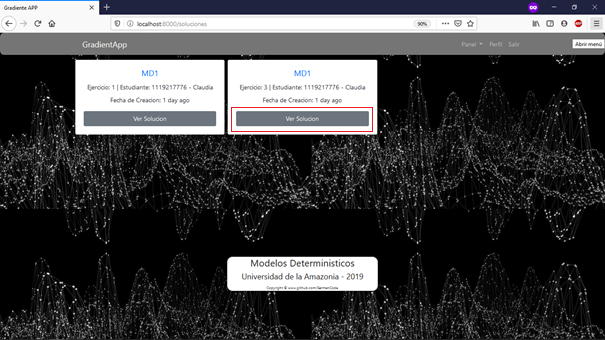 Gradiente APP
localhost:8000/soluciones
90%
GradientApp
Panel
Perfil
Salir
Abrir menú
MD1
Ejercicio: 1 | Estudiante: 1119217776 - Claudia
Fecha de Creacion: 1 day ago
Ver Solucion
MD1
Ejercicio: 3 | Estudiante: 1119217776 - Claudia
Fecha de Creacion: 1 day ago
Ver Solucion
Modelos Deterministicos
Universidad de la Amazonia - 2019
Copyright © www.github.com/